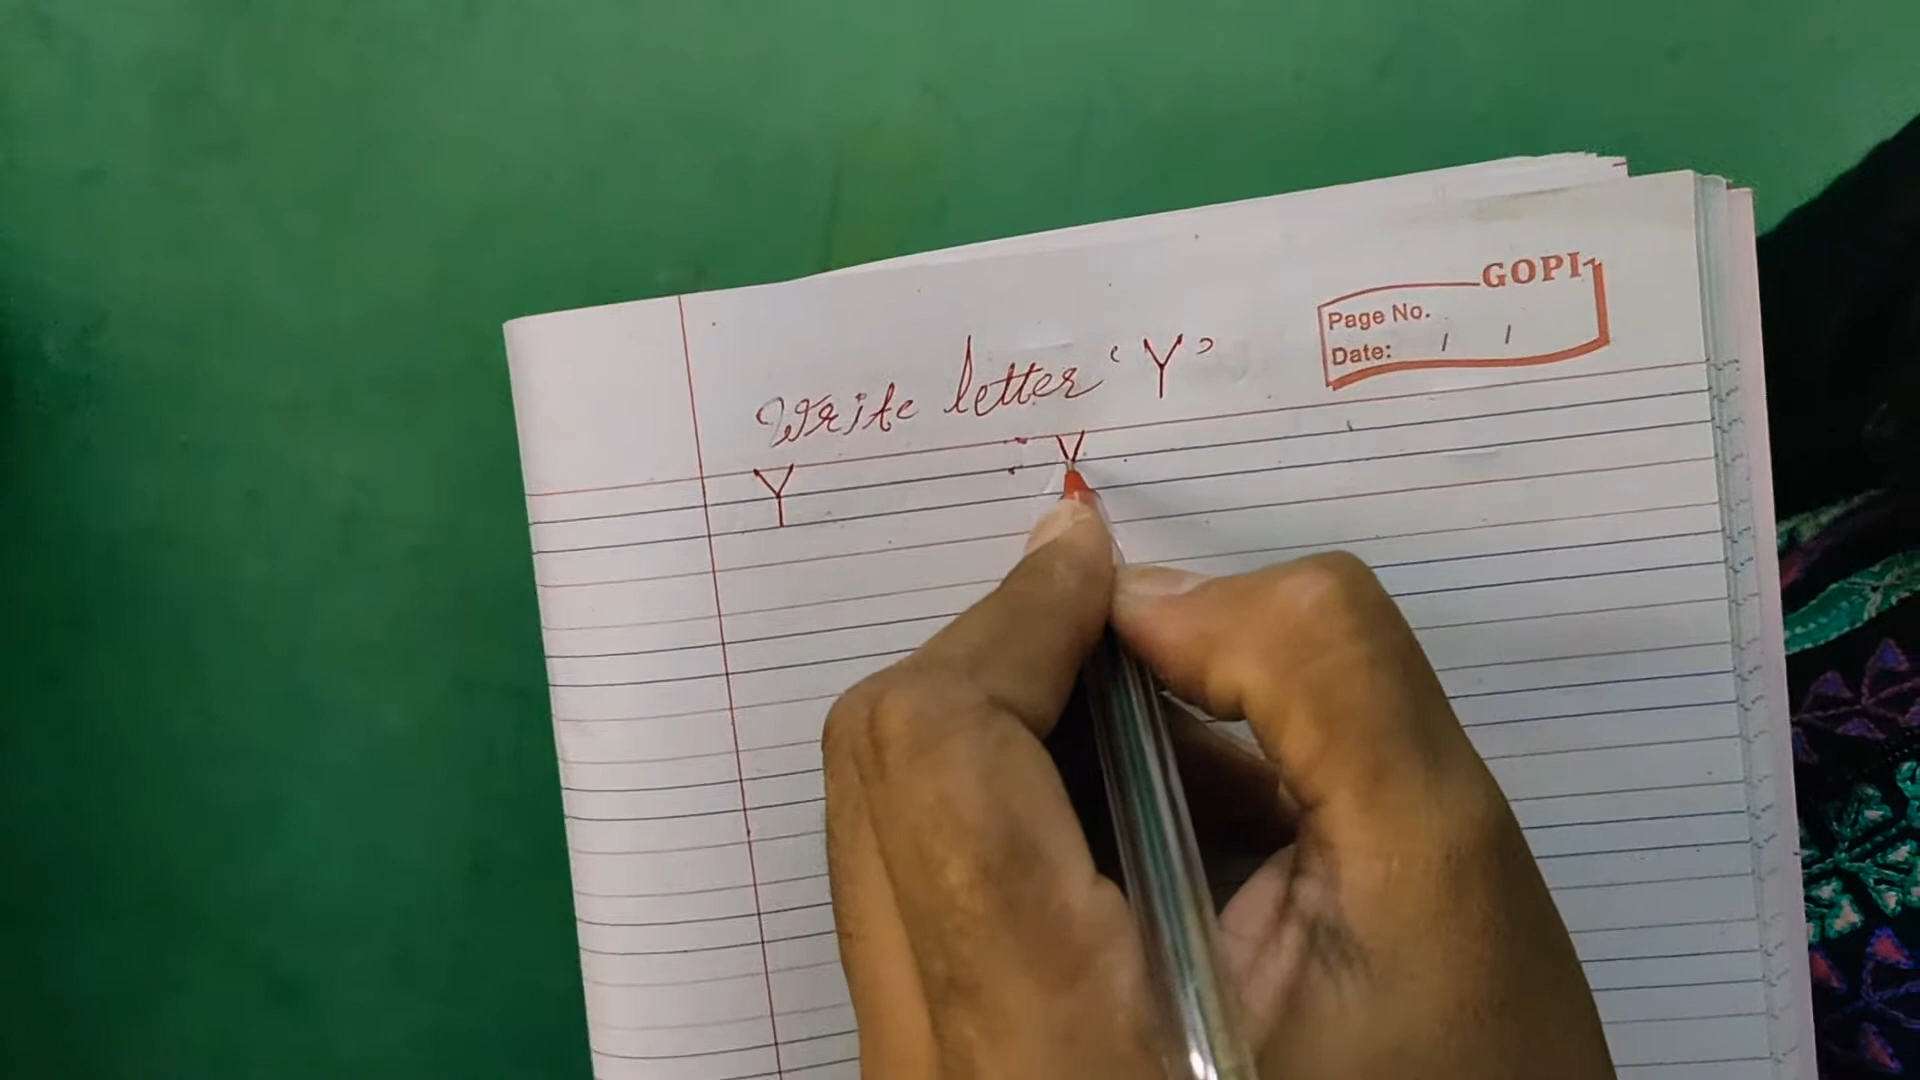 GOPI
Page No.
Date: / /
Write letter ‘Y’
Y Y